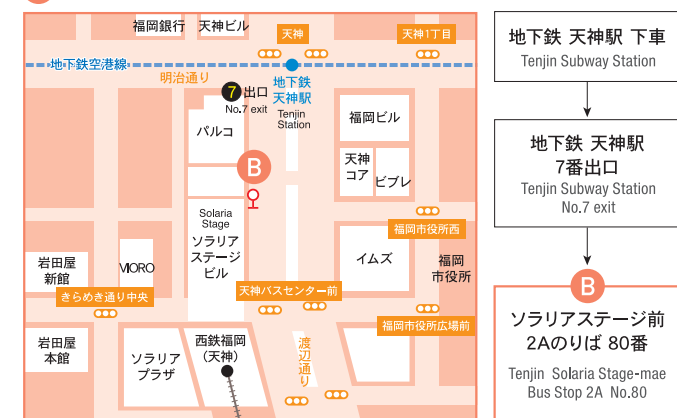 福岡銀行
天神ビル
天神
天神1丁目
地下鉄空港線
明治通り
7 出口
No.7 exit
地下鉄
天神駅
Tenjin
Station
パルコ
福岡ビル
天神
コア
ビブレ
B
Solaria
Stage
ソラリア
ステージ
ビル
福岡市役所西
イムズ
福岡
市役所
岩田屋
新館
VIORO
きらめき通り中央
天神バスセンター前
福岡市役所広場前
岩田屋
本館
ソラリア
プラザ
西鉄福岡
(天神)
渡辺通り
地下鉄 天神駅 下車
Tenjin Subway Station
地下鉄 天神駅
7番出口
Tenjin Subway Station
No.7 exit
B
ソラリアステージ前
2Aのりば 80番
Tenjin Solaria Stage-mae
Bus Stop 2A No.80